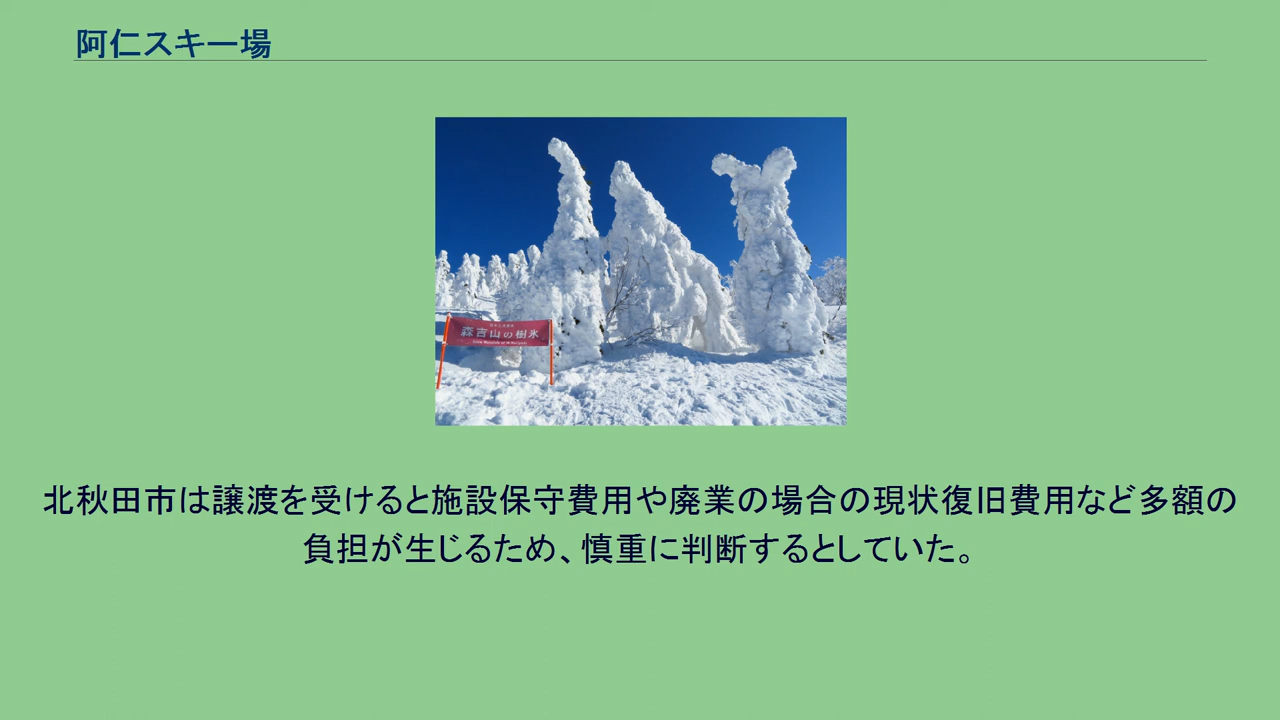 阿仁スキー場
森吉山の樹氷
北秋田市は譲渡を受けると施設保守費用や廃業の場合の現状復旧費用など多額の
負担が生じるため、慎重に判断するとしていた。